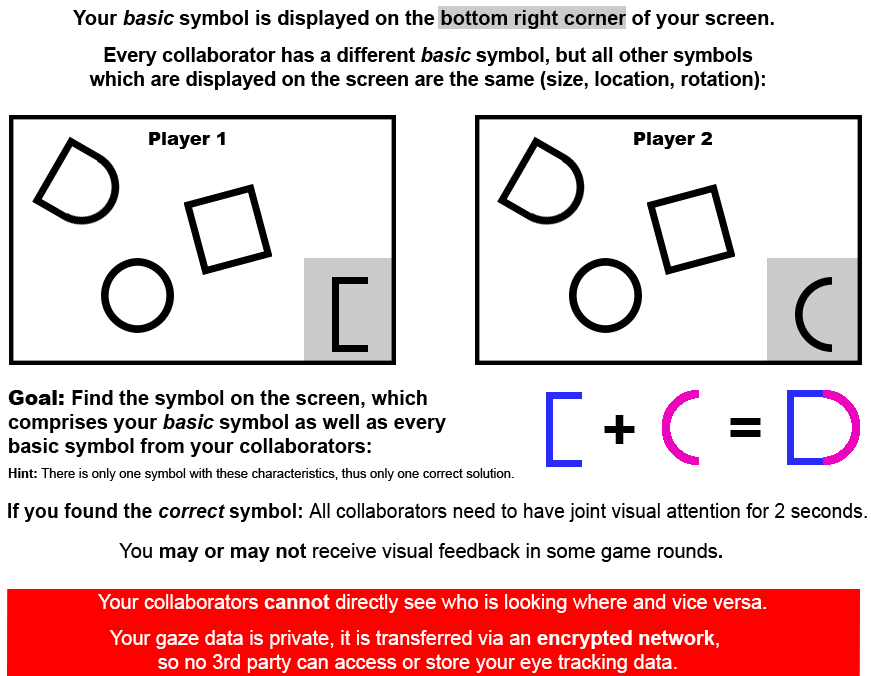 Your basic symbol is displayed on the bottom right corner of your screen.
Every collaborator has a different basic symbol, but all other symbols
which are displayed on the screen are the same (size, location, rotation):
Player 1
Player 2
Goal: Find the symbol on the screen, which
comprises your basic symbol as well as every
basic symbol from your collaborators:
+ =
Hint: There is only one symbol with these characteristics, thus only one correct solution.
If you found the correct symbol: All collaborators need to have joint visual attention for 2 seconds.
You may or may not receive visual feedback in some game rounds.
Your collaborators cannot directly see who is looking where and vice versa.
Your gaze data is private, it is transferred via an encrypted network,
so no 3rd party can access or store your eye tracking data.